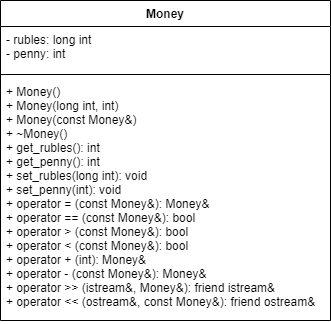 Money
- rubles: long int
- penny: int
+ Money()
+ Money(long int, int)
+ Money(const Money&)
+ ~Money()
+ get_rubles(): int
+ get_penny(): int
+ set_rubles(long int): void
+ set_penny(int): void
+ operator = (const Money&): Money&
+ operator == (const Money&): bool
+ operator > (const Money&): bool
+ operator < (const Money&): bool
+ operator + (int): Money&
+ operator - (const Money&): Money&
+ operator >> (istream&, Money&): friend istream&
+ operator << (ostream&, const Money&): friend ostream&